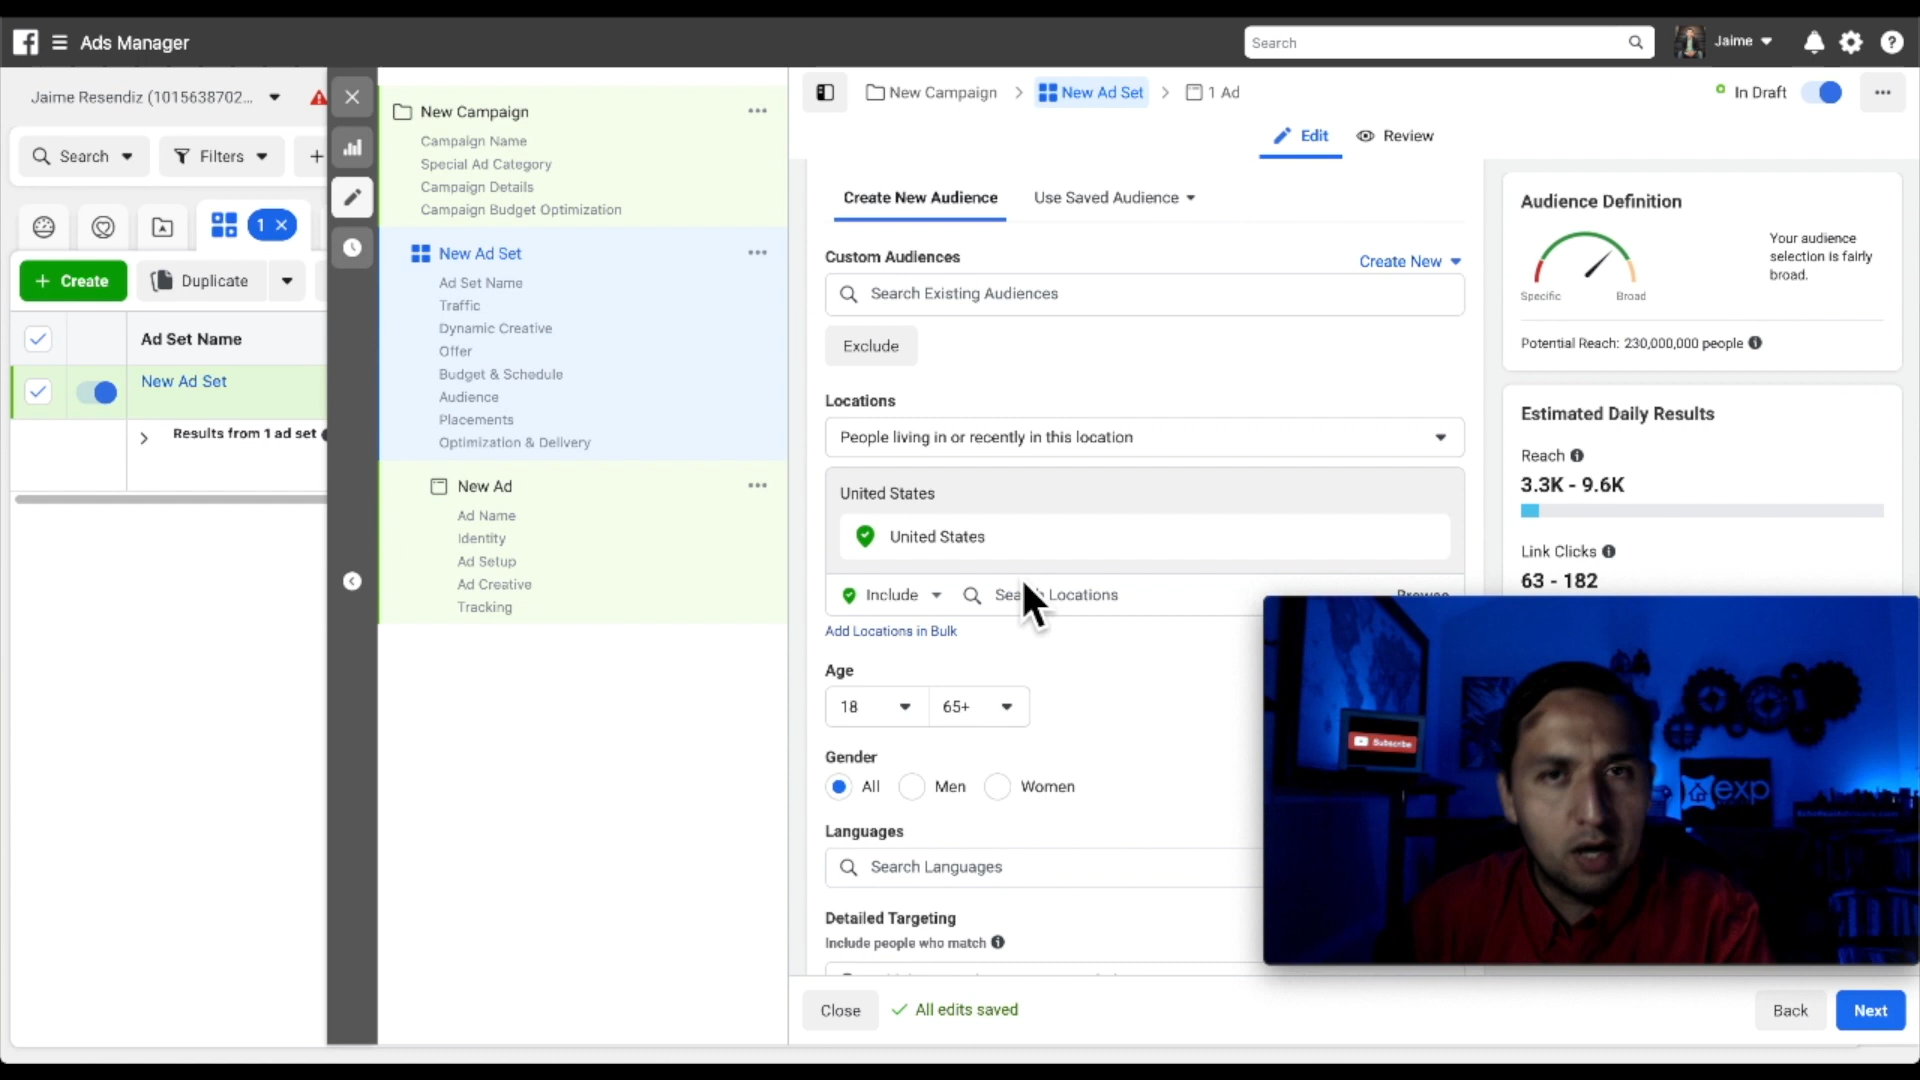 Ads Manager
Search
Jaime
Jaime Resendiz (1015638702...
New Campaign
New Ad Set
1 Ad
In Draft
Edit
Review
Search
Filters
1
Create
Duplicate
Ad Set Name
New Ad Set
Results from 1 ad set
New Campaign
Campaign Name
Special Ad Category
Campaign Details
Campaign Budget Optimization
New Ad Set
Ad Set Name
Traffic
Dynamic Creative
Offer
Budget & Schedule
Audience
Placements
Optimization & Delivery
New Ad
Ad Name
Identity
Ad Setup
Ad Creative
Tracking
Create New Audience
Use Saved Audience
Custom Audiences
Create New
Search Existing Audiences
Exclude
Locations
People living in or recently in this location
United States
United States
Include
Search Locations
Browse
Add Locations in Bulk
Age
18
65+
Gender
All
Men
Women
Languages
Search Languages
Detailed Targeting
Include people who match
Close
All edits saved
Back
Next
Audience Definition
Your audience
selection is fairly
broad.
Specific
Broad
Potential Reach: 230,000,000 people
Estimated Daily Results
Reach
3.3K - 9.6K
Link Clicks
63 - 182
Subscribe
exp